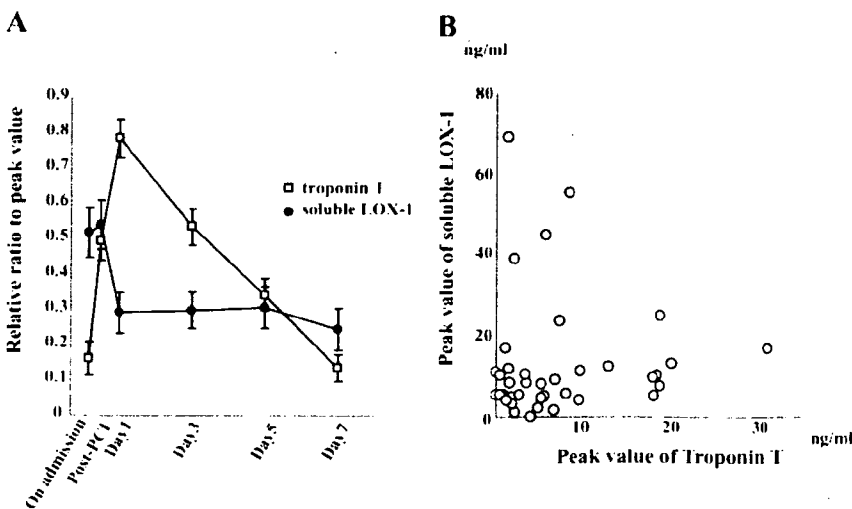 A
Relative ratio to peak value
0.9
0.8
0.7
0.6
0.5
0.4
0.3
0.2
0.1
0
On admission
Post-PCI
Day1
Day3
Day5
Day7
troponin T
soluble LOX-1
B
ng/ml
Peak value of soluble LOX-1
80
60
40
20
0
10
20
30
ng/ml
Peak value of Troponin T